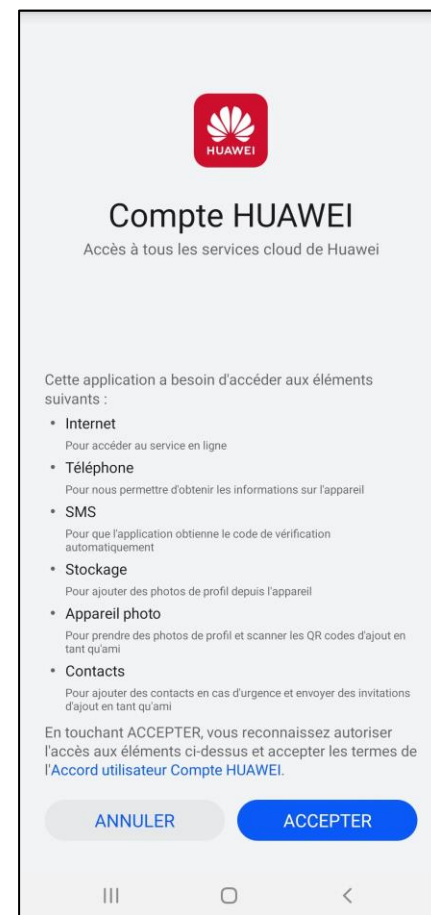 HUAWEI
Compte HUAWEI
Accès à tous les services cloud de Huawei
Cette application a besoin d'accéder aux éléments
suivants :
• Internet
Pour accéder au service en ligne
• Téléphone
Pour nous permettre d'obtenir les informations sur l'appareil
• SMS
Pour que l'application obtienne le code de vérification
automatiquement
• Stockage
Pour ajouter des photos de profil depuis l'appareil
• Appareil photo
Pour prendre des photos de profil et scanner les QR codes d'ajout en
tant qu'ami
• Contacts
Pour ajouter des contacts en cas d'urgence et envoyer des invitations
d'ajout en tant qu'ami
En touchant ACCEPTER, vous reconnaissez autoriser
l'accès aux éléments ci-dessus et accepter les termes de
l'Accord utilisateur Compte HUAWEI.
ANNULER ACCEPTER